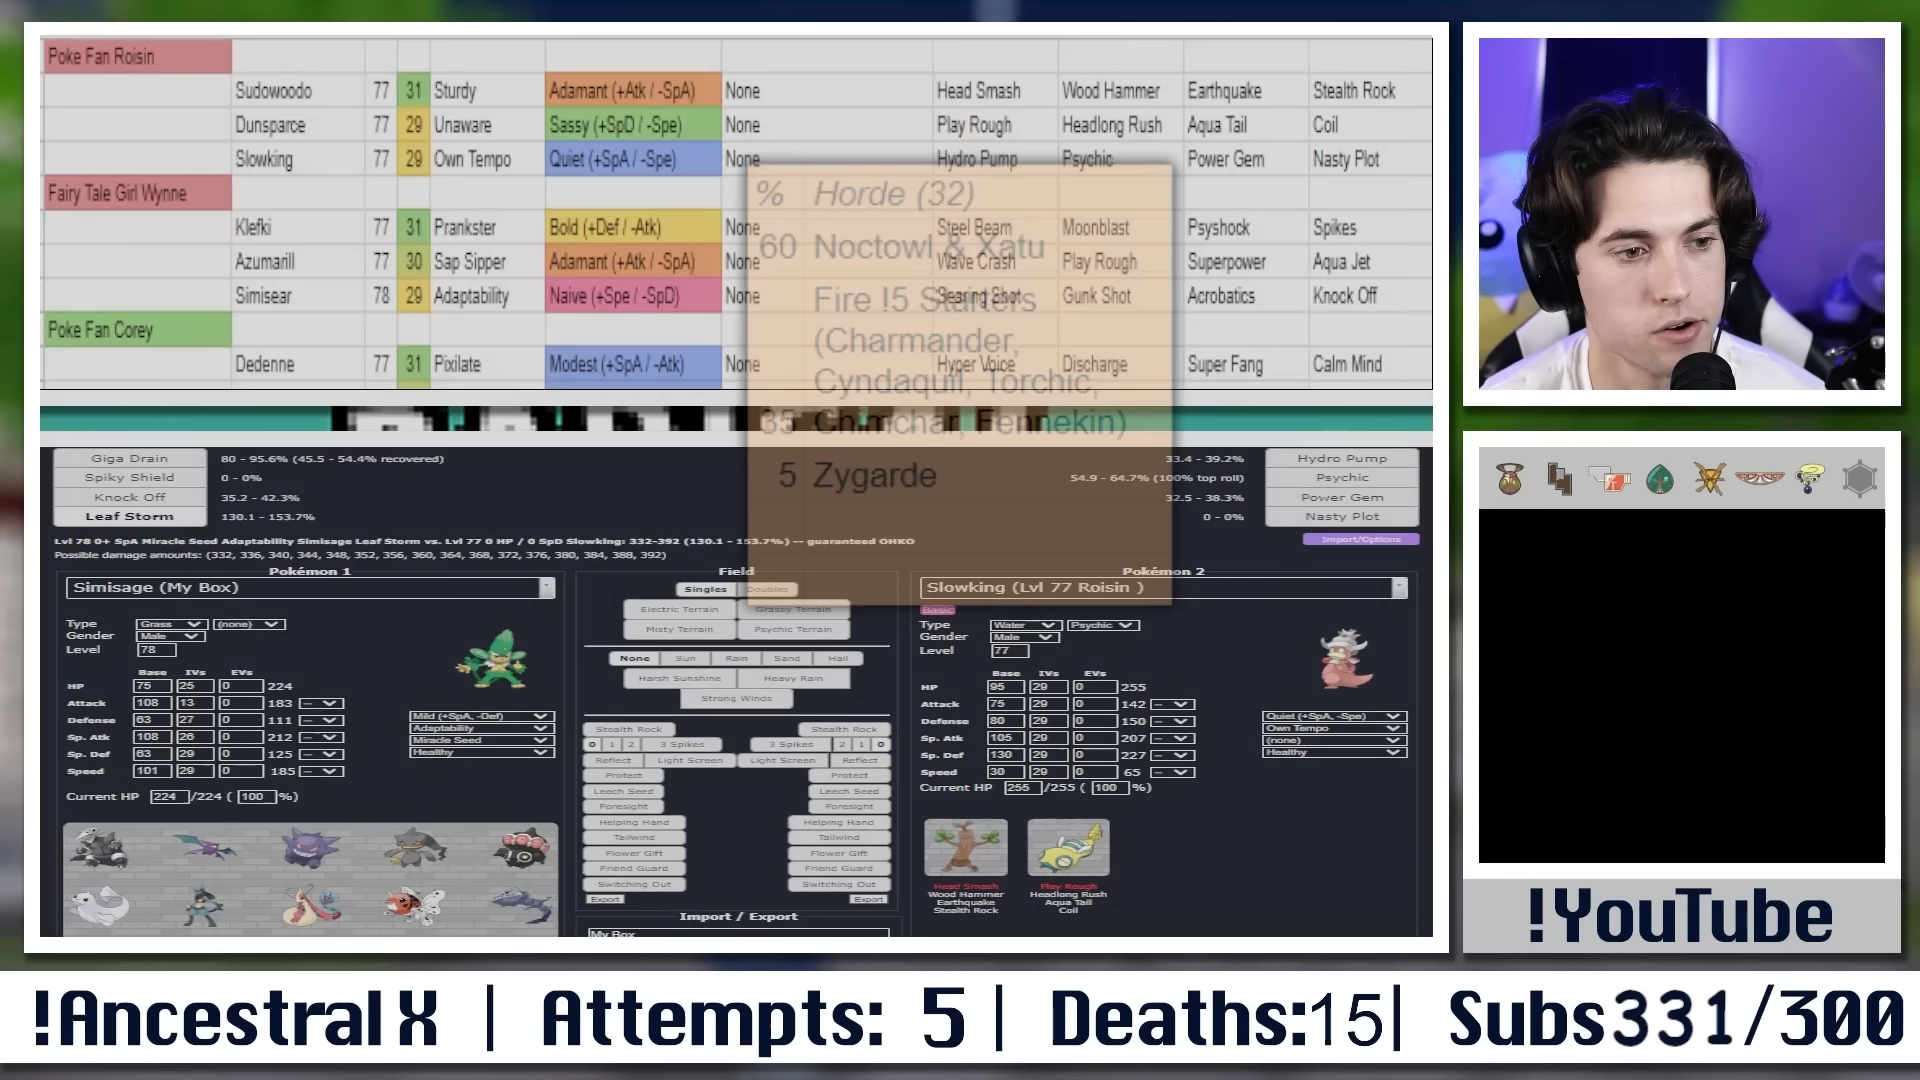 Poke Fan Roisin
Sudowoodo 77 31 Sturdy Adamant (+Atk / -SpA) None Head Smash Wood Hammer Earthquake Stealth Rock
Dunsparce 77 29 Unaware Sassy (+SpD / -Spe) None Play Rough Headlong Rush Aqua Tail Coil
Slowking 77 29 Own Tempo Quiet (+SpA / -Spe) None Hydro Pump Psychic Power Gem Nasty Plot
Fairy Tale Girl Wynne
Klefki 77 31 Prankster Bold (+Def / -Atk) None Steel Beam Moonblast Psyshock Spikes
Azumarill 77 30 Sap Sipper Adamant (+Atk / -SpA) None Wave Crash Play Rough Superpower Aqua Jet
Simisear 78 29 Adaptability Naive (+Spe / -SpD) None Searing Shot Gunk Shot Acrobatics Knock Off
Poke Fan Corey
Dedenne 77 31 Pixilate Modest (+SpA / -Atk) None Hyper Voice Discharge Super Fang Calm Mind
% Horde (32)
60 Noctowl & Xatu
Fire !5 Starters
(Charmander,
Cyndaquil, Torchic,
35 Chimchar, Fennekin)
5 Zygarde
Giga Drain 80 - 95.6% (45.5 - 54.4% recovered)
Spiky Shield 0 - 0%
Knock Off 35.2 - 42.3%
Leaf Storm 130.1 - 153.7%
33.4 - 39.2% Hydro Pump
54.9 - 64.7% (100% top roll) Psychic
32.5 - 38.3% Power Gem
0 - 0% Nasty Plot
Lvl 78 0+ SpA Miracle Seed Adaptability Simisage Leaf Storm vs. Lvl 77 0 HP / 0 SpD Slowking: 332-392 (130.1 - 153.7%) -- guaranteed OHKO
Import/Options
Possible damage amounts: (332, 336, 340, 344, 348, 352, 356, 360, 364, 368, 372, 376, 380, 384, 388, 392)
Pokémon 1
Simisage (My Box)
Type Grass (none)
Gender Male
Level 78
Base IVs EVs
HP 75 25 0 224
Attack 108 13 0 183 --
Defense 63 27 0 111 --
Sp. Atk 108 26 0 212 --
Sp. Def 63 29 0 125 --
Speed 101 29 0 185 --
Mild (+SpA, -Def)
Adaptability
Miracle Seed
Healthy
Current HP 224 /224 ( 100 %)
Field
Singles Doubles
Electric Terrain Grassy Terrain
Misty Terrain Psychic Terrain
None Sun Rain Sand Hail
Harsh Sunshine Heavy Rain
Strong Winds
Stealth Rock Stealth Rock
0 1 2 3 Spikes 3 Spikes 2 1 0
Reflect Light Screen Light Screen Reflect
Protect Protect
Leech Seed Leech Seed
Foresight Foresight
Helping Hand Helping Hand
Tailwind Tailwind
Flower Gift Flower Gift
Friend Guard Friend Guard
Switching Out Switching Out
Export Export
Import / Export
My Box
Pokémon 2
Slowking (Lvl 77 Roisin )
Basic
Type Water Psychic
Gender Male
Level 77
Base IVs EVs
HP 95 29 0 255
Attack 75 29 0 142 --
Defense 80 29 0 150 --
Sp. Atk 105 29 0 207 --
Sp. Def 130 29 0 227 --
Speed 30 29 0 65 --
Quiet (+SpA, -Spe)
Own Tempo
(none)
Healthy
Current HP 255 /255 ( 100 %)
Head Smash
Wood Hammer
Earthquake
Stealth Rock
Play Rough
Headlong Rush
Aqua Tail
Coil
!YouTube
!Ancestral X | Attempts: 5 | Deaths:15| Subs331/300